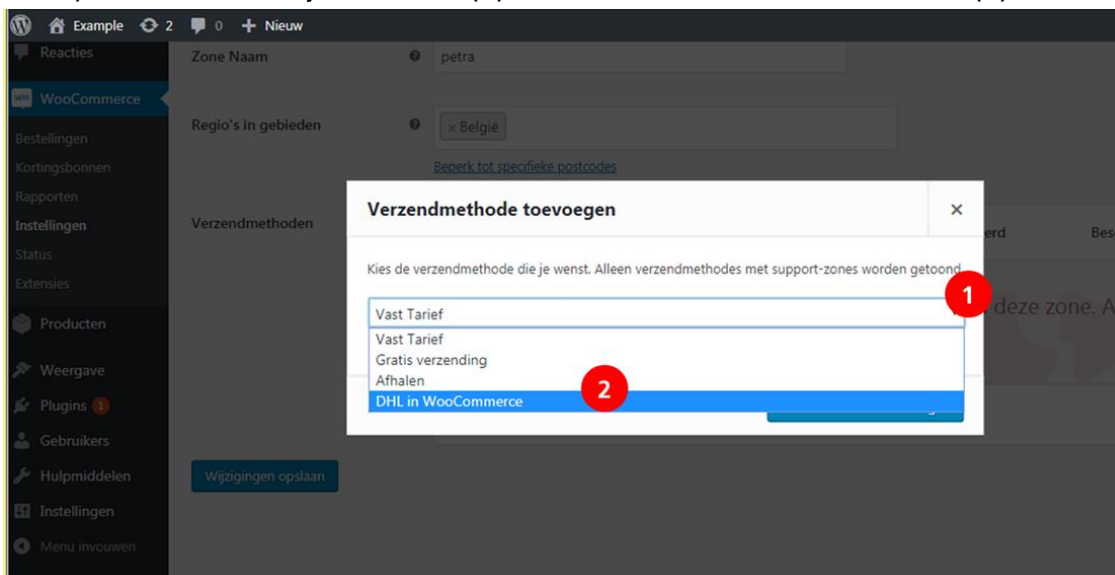 Example 2 0 + Nieuw
Reacties
WooCommerce
Bestellingen
Kortingsbonnen
Rapporten
Instellingen
Status
Extensies
Producten
Weergave
Plugins 1
Gebruikers
Hulpmiddelen
Instellingen
Menu invouwen
Zone Naam
petra
Regio's in gebieden
× België
Beperk tot specifieke postcodes
Verzendmethoden
Verzendmethode toevoegen ×
Kies de verzendmethode die je wenst. Alleen verzendmethodes met support-zones worden getoond
1
Vast Tarief
Vast Tarief
Gratis verzending
Afhalen
DHL in WooCommerce
2
deze zone. A
Wijzigingen opslaan